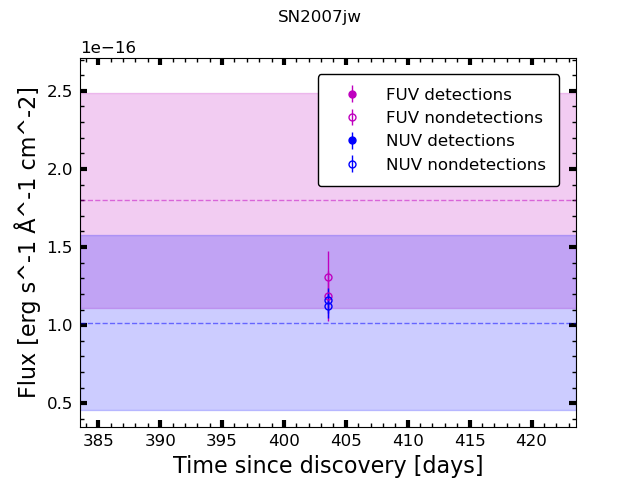 SN2007jw
1e−16
Flux [erg s^-1 Å^-1 cm^-2]
2.5
2.0
1.5
1.0
0.5
FUV detections
FUV nondetections
NUV detections
NUV nondetections
385 390 395 400 405 410 415 420
Time since discovery [days]